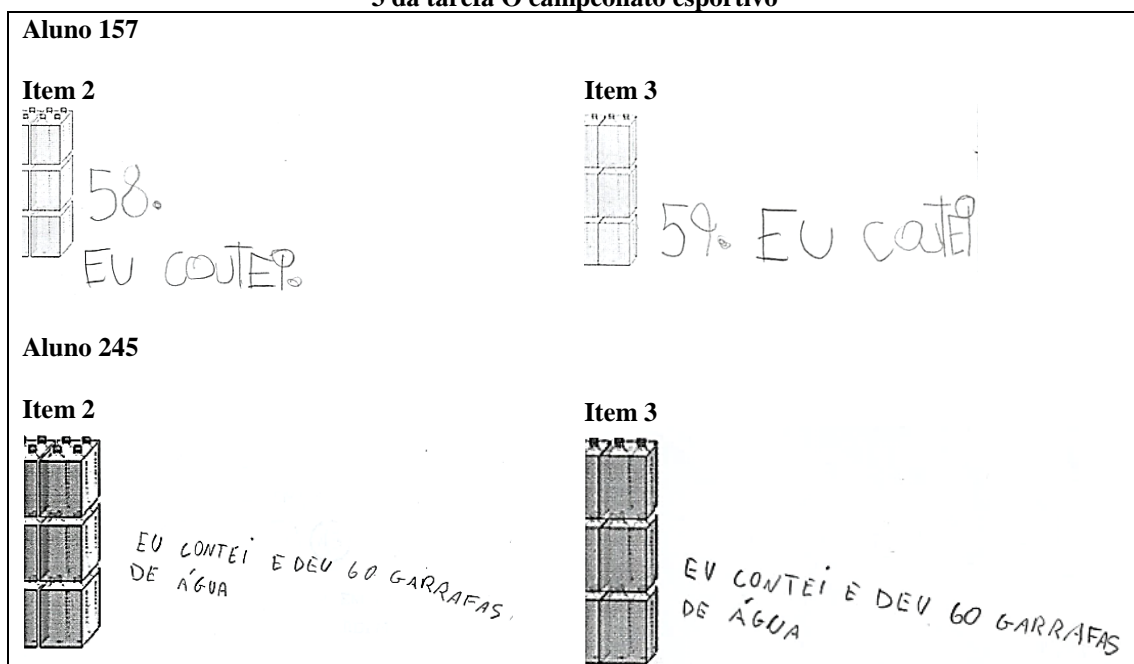 3 da tarefa O campeonato esportivo
Aluno 157
Item 2
Item 3
58.
EU COUTEI.
59. EU COUTEI
Aluno 245
Item 2
Item 3
EU CONTEI E DEU 60 GARRAFAS.
DE ÁGUA
EU CONTEI E DEU 60 GARRAFAS
DE ÁGUA